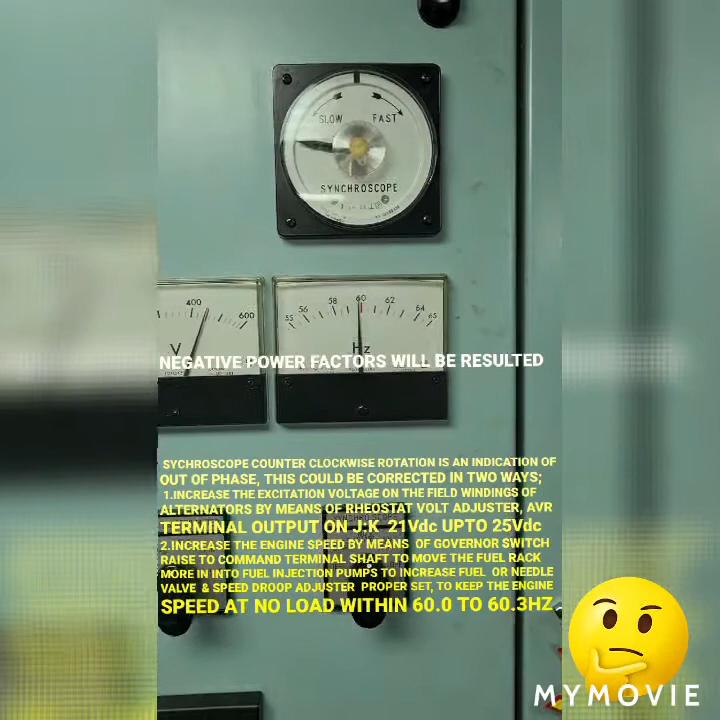 SLOW FAST
SYNCHROSCOPE
400
600
V
55 56 58 60 62 64 65
Hz
NEGATIVE POWER FACTORS WILL BE RESULTED
SYCHROSCOPE COUNTER CLOCKWISE ROTATION IS AN INDICATION OF
OUT OF PHASE, THIS COULD BE CORRECTED IN TWO WAYS;
1.INCREASE THE EXCITATION VOLTAGE ON THE FIELD WINDINGS OF
ALTERNATORS BY MEANS OF RHEOSTAT VOLT ADJUSTER, AVR
TERMINAL OUTPUT ON J;K 21Vdc UPTO 25Vdc
2.INCREASE THE ENGINE SPEED BY MEANS OF GOVERNOR SWITCH
RAISE TO COMMAND TERMINAL SHAFT TO MOVE THE FUEL RACK
MORE IN INTO FUEL INJECTION PUMPS TO INCREASE FUEL OR NEEDLE
VALVE & SPEED DROOP ADJUSTER PROPER SET, TO KEEP THE ENGINE
SPEED AT NO LOAD WITHIN 60.0 TO 60.3HZ
MYMOVIE